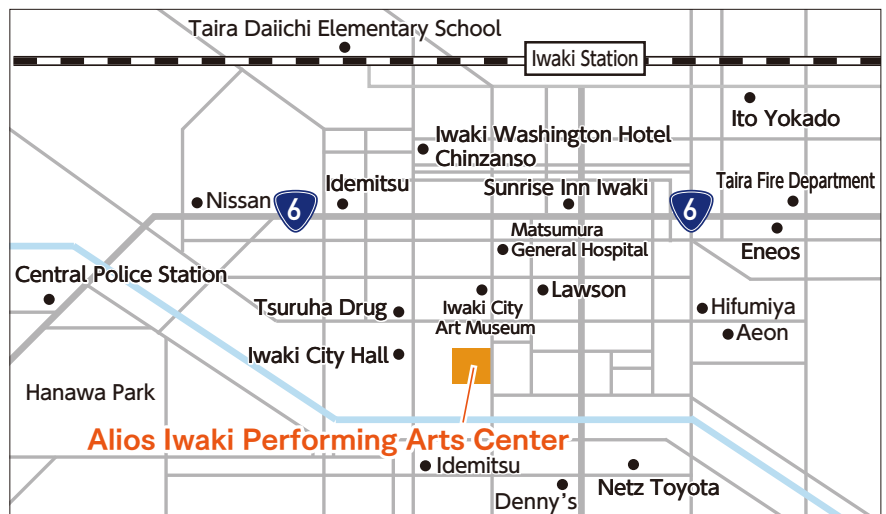 Taira Daiichi Elementary School
Iwaki Station
Ito Yokado
Iwaki Washington Hotel
Chinzanso
Nissan
6
Idemitsu
Sunrise Inn Iwaki
6
Taira Fire Department
Matsumura
General Hospital
Eneos
Central Police Station
Tsuruha Drug
Iwaki City
Art Museum
Lawson
Hifumiya
Aeon
Iwaki City Hall
Hanawa Park
Alios Iwaki Performing Arts Center
Idemitsu
Denny's
Netz Toyota